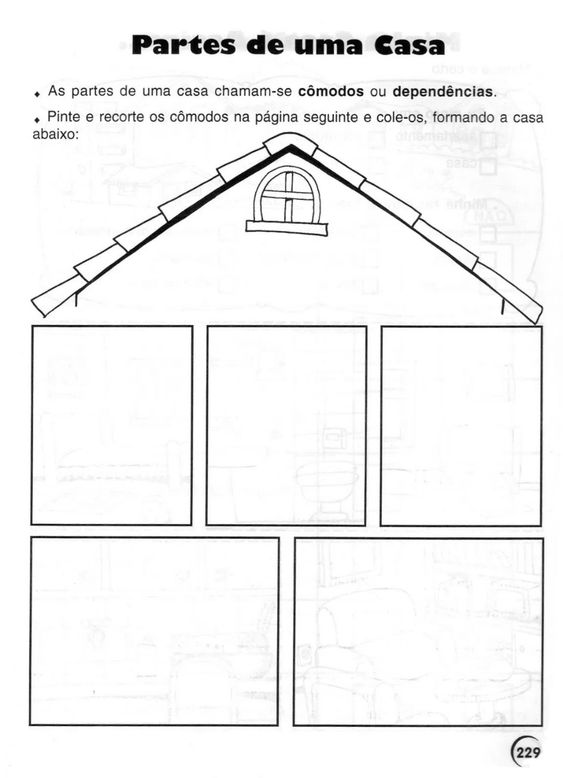 Partes de uma Casa
As partes de uma casa chamam-se cômodos ou dependências.
Pinte e recorte os cômodos na página seguinte e cole-os, formando a casa
abaixo:
229